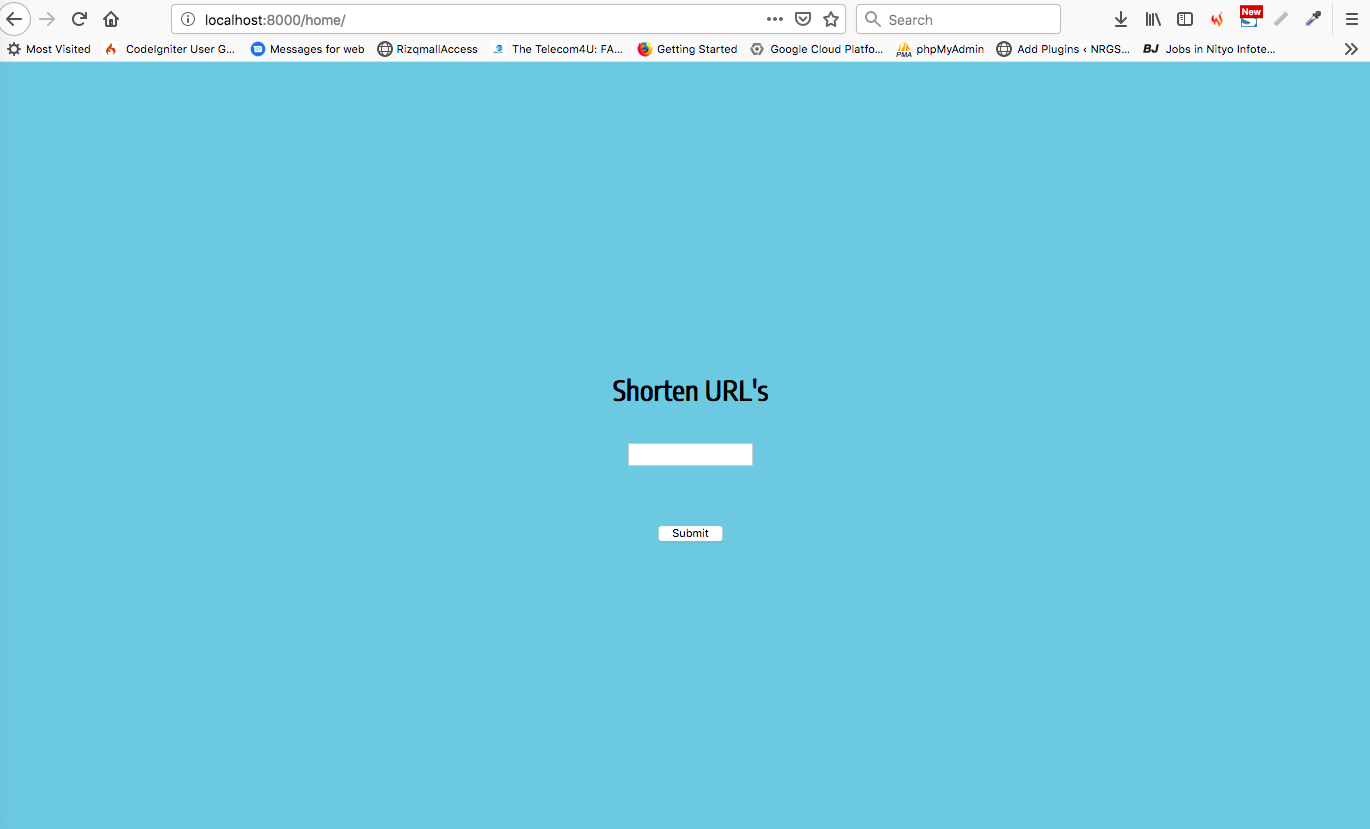 localhost:8000/home/
Search
New
Most Visited
CodeIgniter User G...
Messages for web
RizqmallAccess
The Telecom4U: FA...
Getting Started
Google Cloud Platfo...
PMA phpMyAdmin
Add Plugins ‹ NRGS...
BJ Jobs in Nityo Infote...
Shorten URL's
Submit